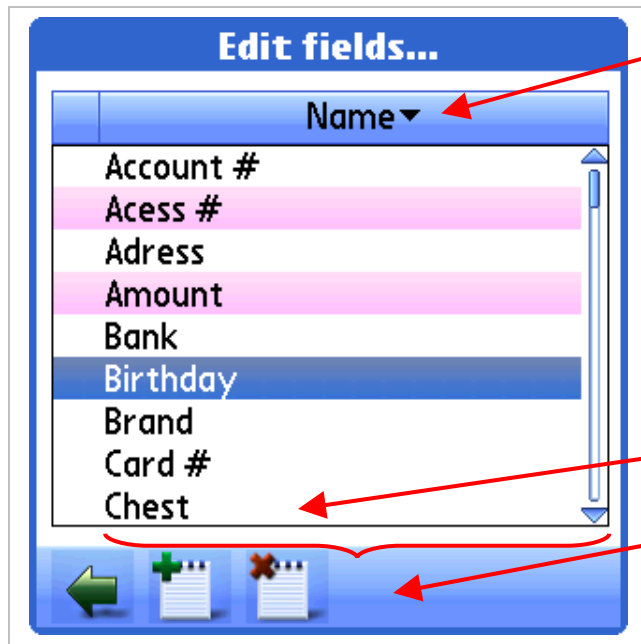 Edit fields...
Name
Account #
Acess #
Adress
Amount
Bank
Birthday
Brand
Card #
Chest